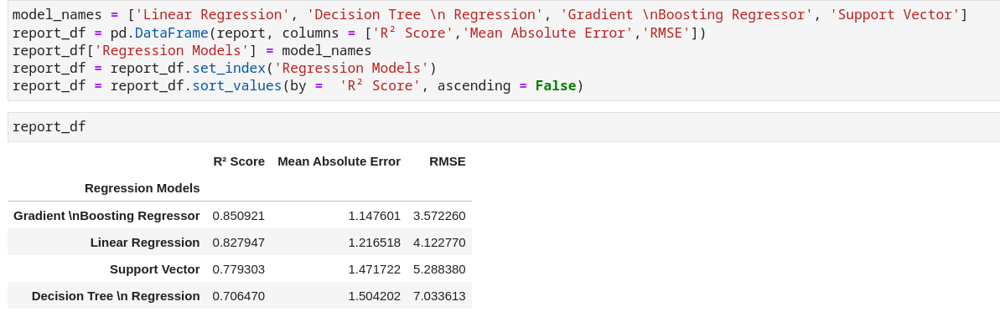 model_names = ['Linear Regression', 'Decision Tree \n Regression', 'Gradient \nBoosting Regressor', 'Support Vector']
report_df = pd.DataFrame(report, columns = ['R² Score','Mean Absolute Error','RMSE'])
report_df['Regression Models'] = model_names
report_df = report_df.set_index('Regression Models')
report_df = report_df.sort_values(by =  'R² Score', ascending = False)
report_df
R² Score Mean Absolute Error RMSE
Regression Models
Gradient \nBoosting Regressor 0.850921 1.147601 3.572260
Linear Regression 0.827947 1.216518 4.122770
Support Vector 0.779303 1.471722 5.288380
Decision Tree \n Regression 0.706470 1.504202 7.033613